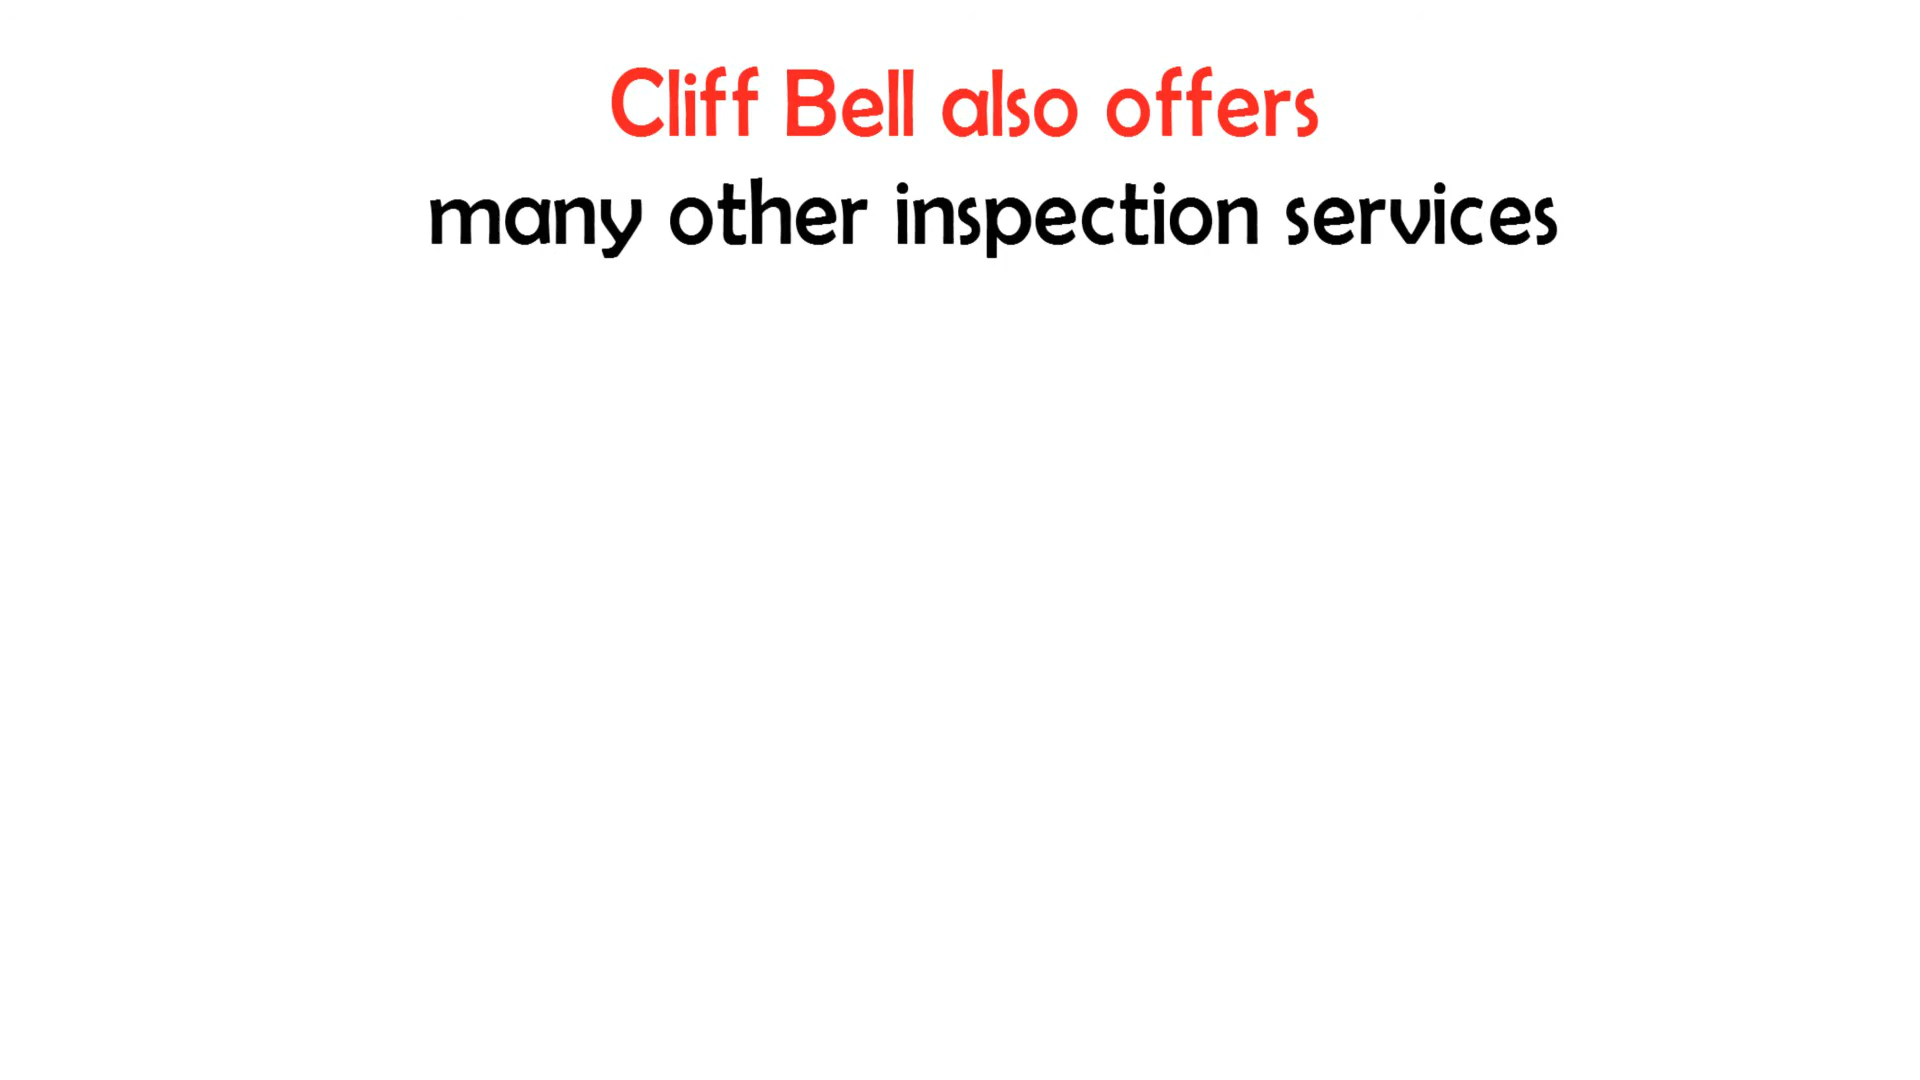 Cliff Bell also offers
many other inspection services